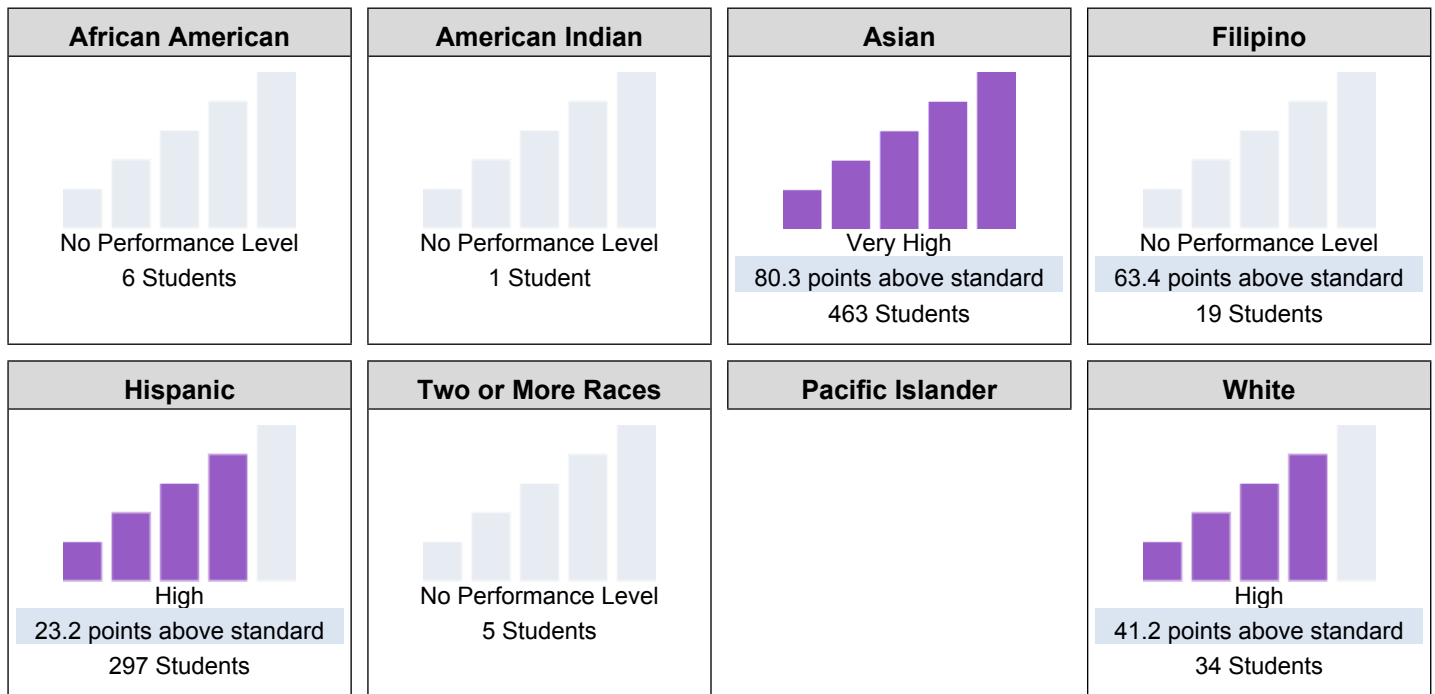 African American
No Performance Level
6 Students
American Indian
No Performance Level
1 Student
Asian
Very High
80.3 points above standard
463 Students
Filipino
No Performance Level
63.4 points above standard
19 Students
Hispanic
High
23.2 points above standard
297 Students
Two or More Races
No Performance Level
5 Students
Pacific Islander
White
High
41.2 points above standard
34 Students